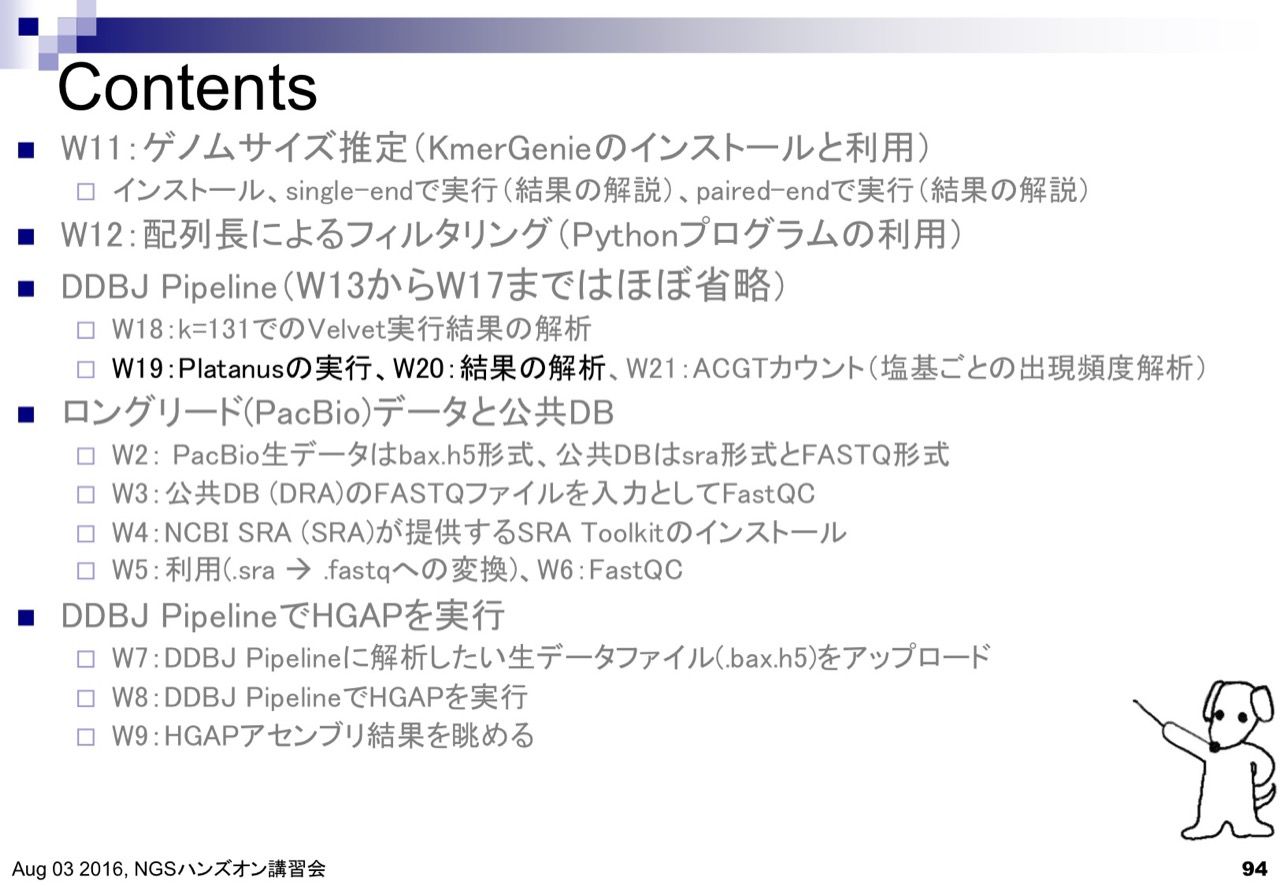 Contents
W11：ゲノムサイズ推定（KmerGenieのインストールと利用）
インストール、single-endで実行（結果の解説）、paired-endで実行（結果の解説）
W12：配列長によるフィルタリング（Pythonプログラムの利用）
DDBJ Pipeline（W13からW17まではほぼ省略）
W18：k=131でのVelvet実行結果の解析
W19：Platanusの実行、W20：結果の解析、W21：ACGTカウント（塩基ごとの出現頻度解析）
ロングリード(PacBio)データと公共DB
W2： PacBio生データはbax.h5形式、公共DBはsra形式とFASTQ形式
W3：公共DB (DRA)のFASTQファイルを入力としてFastQC
W4：NCBI SRA (SRA)が提供するSRA Toolkitのインストール
W5：利用(.sra → .fastqへの変換)、W6：FastQC
DDBJ PipelineでHGAPを実行
W7：DDBJ Pipelineに解析したい生データファイル(.bax.h5)をアップロード
W8：DDBJ PipelineでHGAPを実行
W9：HGAPアセンブリ結果を眺める
Aug 03 2016, NGSハンズオン講習会
94